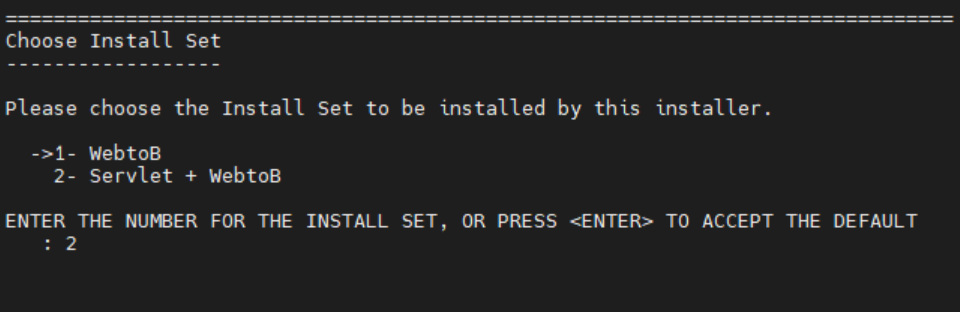 ===============================================================================
Choose Install Set
------------------
Please choose the Install Set to be installed by this installer.
->1- WebtoB
2- Servlet + WebtoB
ENTER THE NUMBER FOR THE INSTALL SET, OR PRESS <ENTER> TO ACCEPT THE DEFAULT
: 2